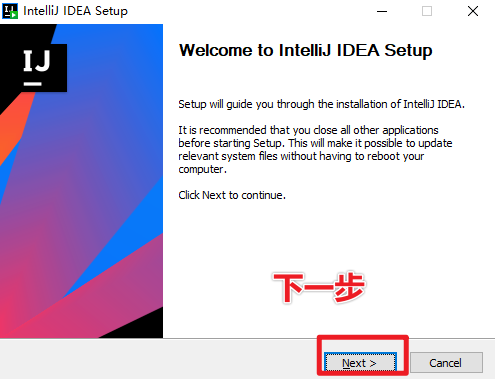 IntelliJ IDEA Setup
IJ
Welcome to IntelliJ IDEA Setup
Setup will guide you through the installation of IntelliJ IDEA.
It is recommended that you close all other applications
before starting Setup. This will make it possible to update
relevant system files without having to reboot your
computer.
Click Next to continue.
下一步
Next >
Cancel